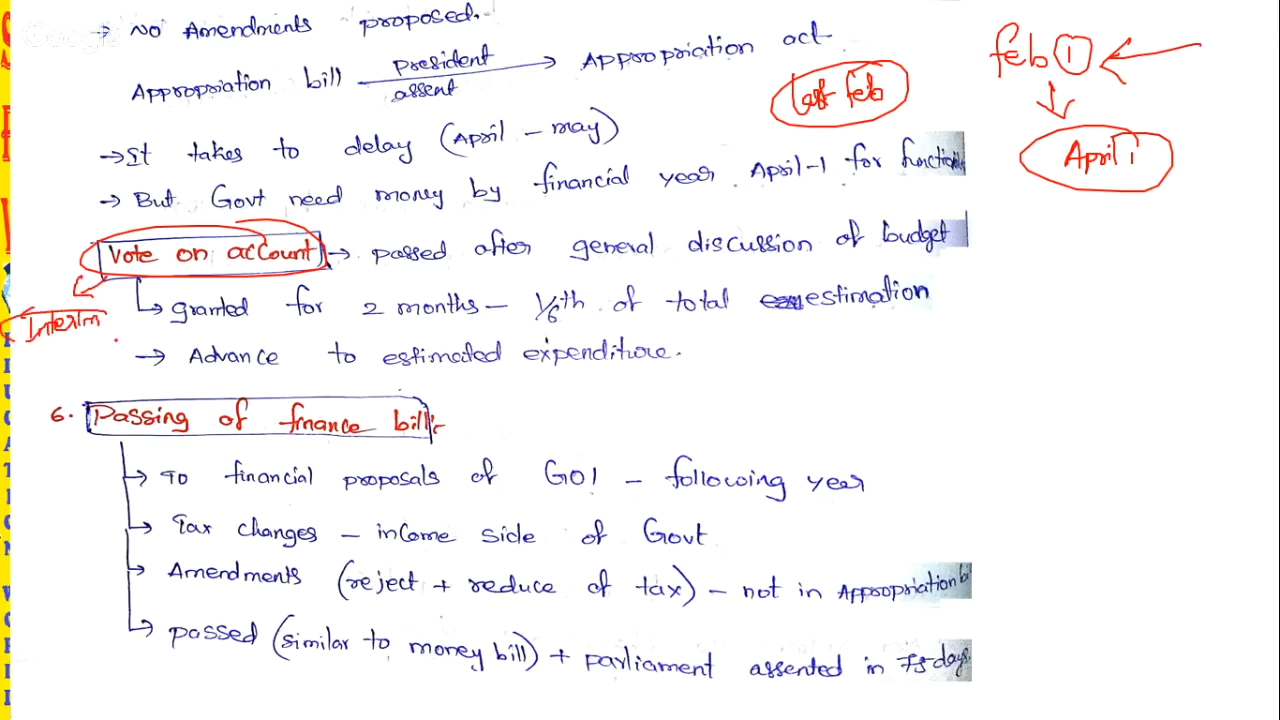 → No Amendments proposed.
Appropriation bill president assent → Appropriation act
last feb
feb 1
April 1
→ It takes to delay (April - may)
→ But Govt need money by financial year April-1 for function
Vote on account → passed after general discussion of budget
Interim
↳ granted for 2 months - 1/6th of total estimation
→ Advance to estimated expenditure.
6. Passing of finance bill:-
→ To financial proposals of GOI - following year
→ Tax changes - income side of Govt
→ Amendments (reject + reduce of tax) - not in Appropriation bi
↳ passed (similar to money bill) + parliament assented in 75 days